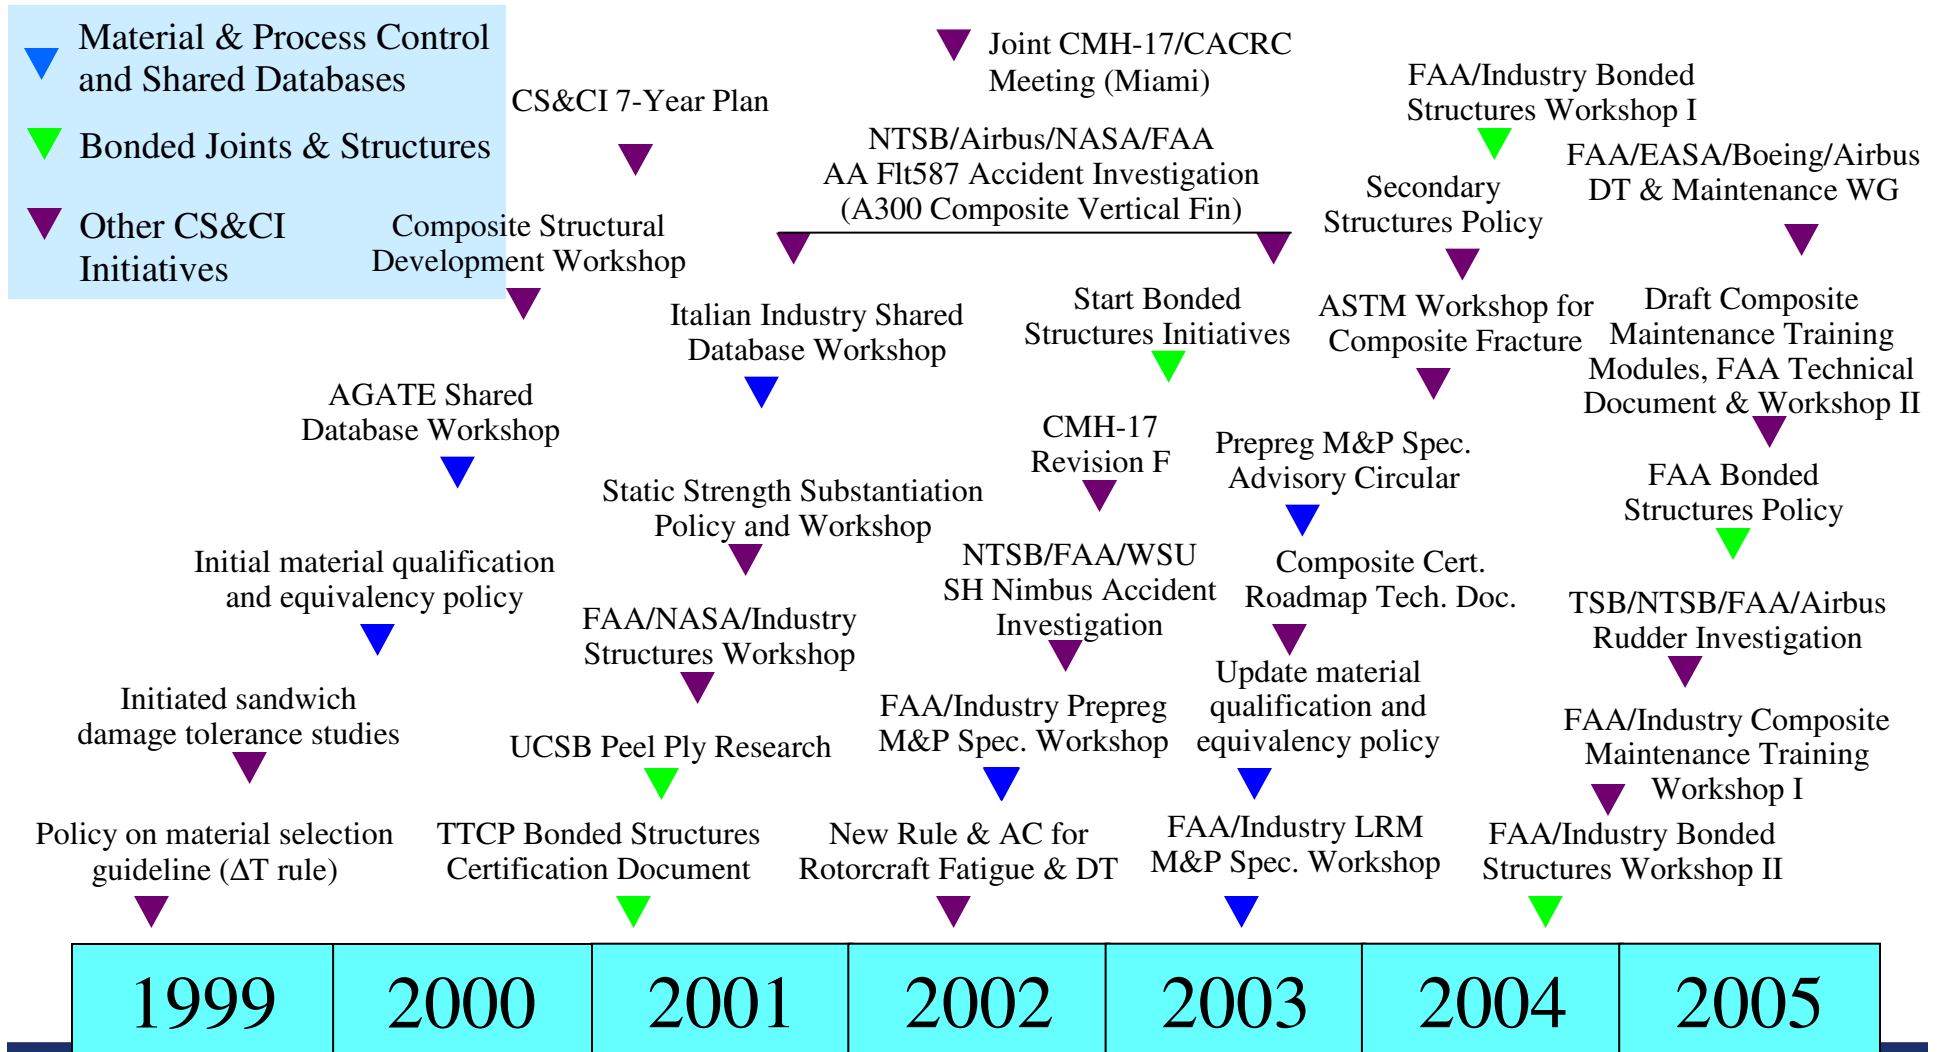 Material & Process Control
and Shared Databases
Bonded Joints & Structures
Other CS&CI
Initiatives
CS&CI 7-Year Plan
Composite Structural
Development Workshop
AGATE Shared
Database Workshop
Initial material qualification
and equivalency policy
Initiated sandwich
damage tolerance studies
Policy on material selection
guideline (ΔT rule)
Joint CMH-17/CACRC
Meeting (Miami)
NTSB/Airbus/NASA/FAA
AA Flt587 Accident Investigation
(A300 Composite Vertical Fin)
Italian Industry Shared
Database Workshop
Static Strength Substantiation
Policy and Workshop
FAA/NASA/Industry
Structures Workshop
UCSB Peel Ply Research
TTCP Bonded Structures
Certification Document
Start Bonded
Structures Initiatives
CMH-17
Revision F
NTSB/FAA/WSU
SH Nimbus Accident
Investigation
FAA/Industry Prepreg
M&P Spec. Workshop
New Rule & AC for
Rotorcraft Fatigue & DT
FAA/Industry Bonded
Structures Workshop I
Secondary
Structures Policy
ASTM Workshop for
Composite Fracture
Prepreg M&P Spec.
Advisory Circular
Composite Cert.
Roadmap Tech. Doc.
Update material
qualification and
equivalency policy
FAA/Industry LRM
M&P Spec. Workshop
FAA/EASA/Boeing/Airbus
DT & Maintenance WG
Draft Composite
Maintenance Training
Modules, FAA Technical
Document & Workshop II
FAA Bonded
Structures Policy
TSB/NTSB/FAA/Airbus
Rudder Investigation
FAA/Industry Composite
Maintenance Training
Workshop I
FAA/Industry Bonded
Structures Workshop II
1999
2000
2001
2002
2003
2004
2005